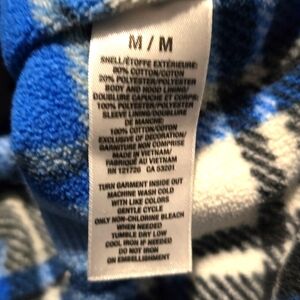 M / M
SHELL/ÉTOFFE EXTÉRIEURE:
80% COTTON/COTON
20% POLYESTER/POLYESTER
BODY AND HOOD LINING/
DOUBLURE CAPUCHE ET CORPS:
100% POLYESTER/POLYESTER
SLEEVE LINING/DOUBLURE
DE MANCHE:
100% COTTON/COTON
EXCLUSIVE OF DECORATION/
GARNITURE NON COMPRISE
MADE IN VIETNAM/
FABRIQUÉ AU VIETNAM
RN 121726 CA 53201
TURN GARMENT INSIDE OUT
MACHINE WASH COLD
WITH LIKE COLORS
GENTLE CYCLE
ONLY NON-CHLORINE BLEACH
WHEN NEEDED
TUMBLE DRY LOW
COOL IRON IF NEEDED
DO NOT IRON
ON EMBELLISHMENT